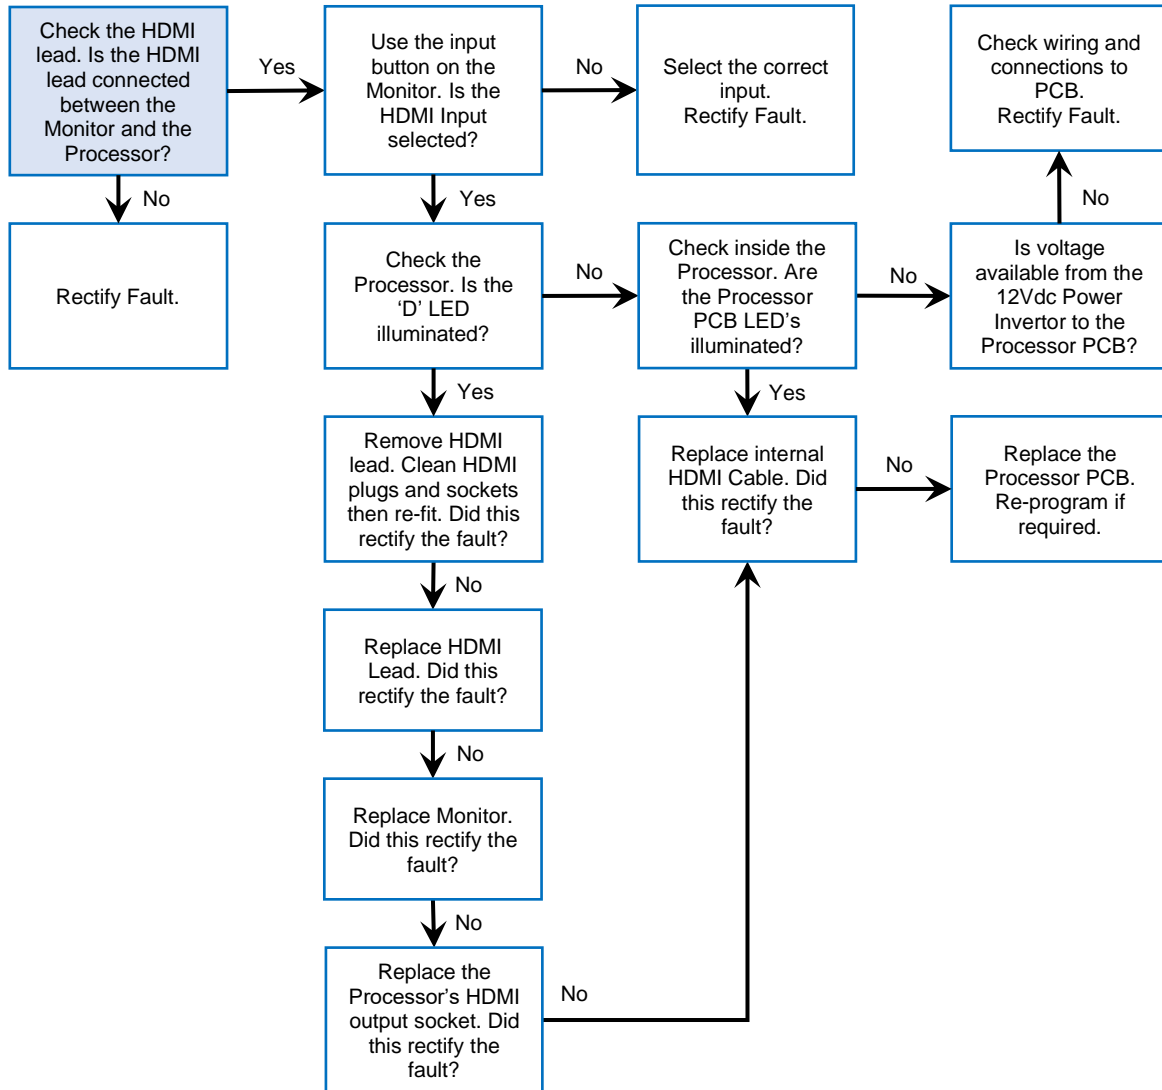 Check the HDMI
lead. Is the HDMI
lead connected
between the
Monitor and the
Processor?
Yes
Use the input
button on the
Monitor. Is the
HDMI Input
selected?
No
Select the correct
input.
Rectify Fault.
Check wiring and
connections to
PCB.
Rectify Fault.
No
Yes
No
Rectify Fault.
Check the
Processor. Is the
‘D’ LED
illuminated?
No
Check inside the
Processor. Are
the Processor
PCB LED’s
illuminated?
No
Is voltage
available from the
12Vdc Power
Invertor to the
Processor PCB?
Yes
Yes
Remove HDMI
lead. Clean HDMI
plugs and sockets
then re-fit. Did this
rectify the fault?
Replace internal
HDMI Cable. Did
this rectify the
fault?
No
Replace the
Processor PCB.
Re-program if
required.
No
Replace HDMI
Lead. Did this
rectify the fault?
No
Replace Monitor.
Did this rectify the
fault?
No
Replace the
Processor’s HDMI
output socket. Did
this rectify the
fault?
No